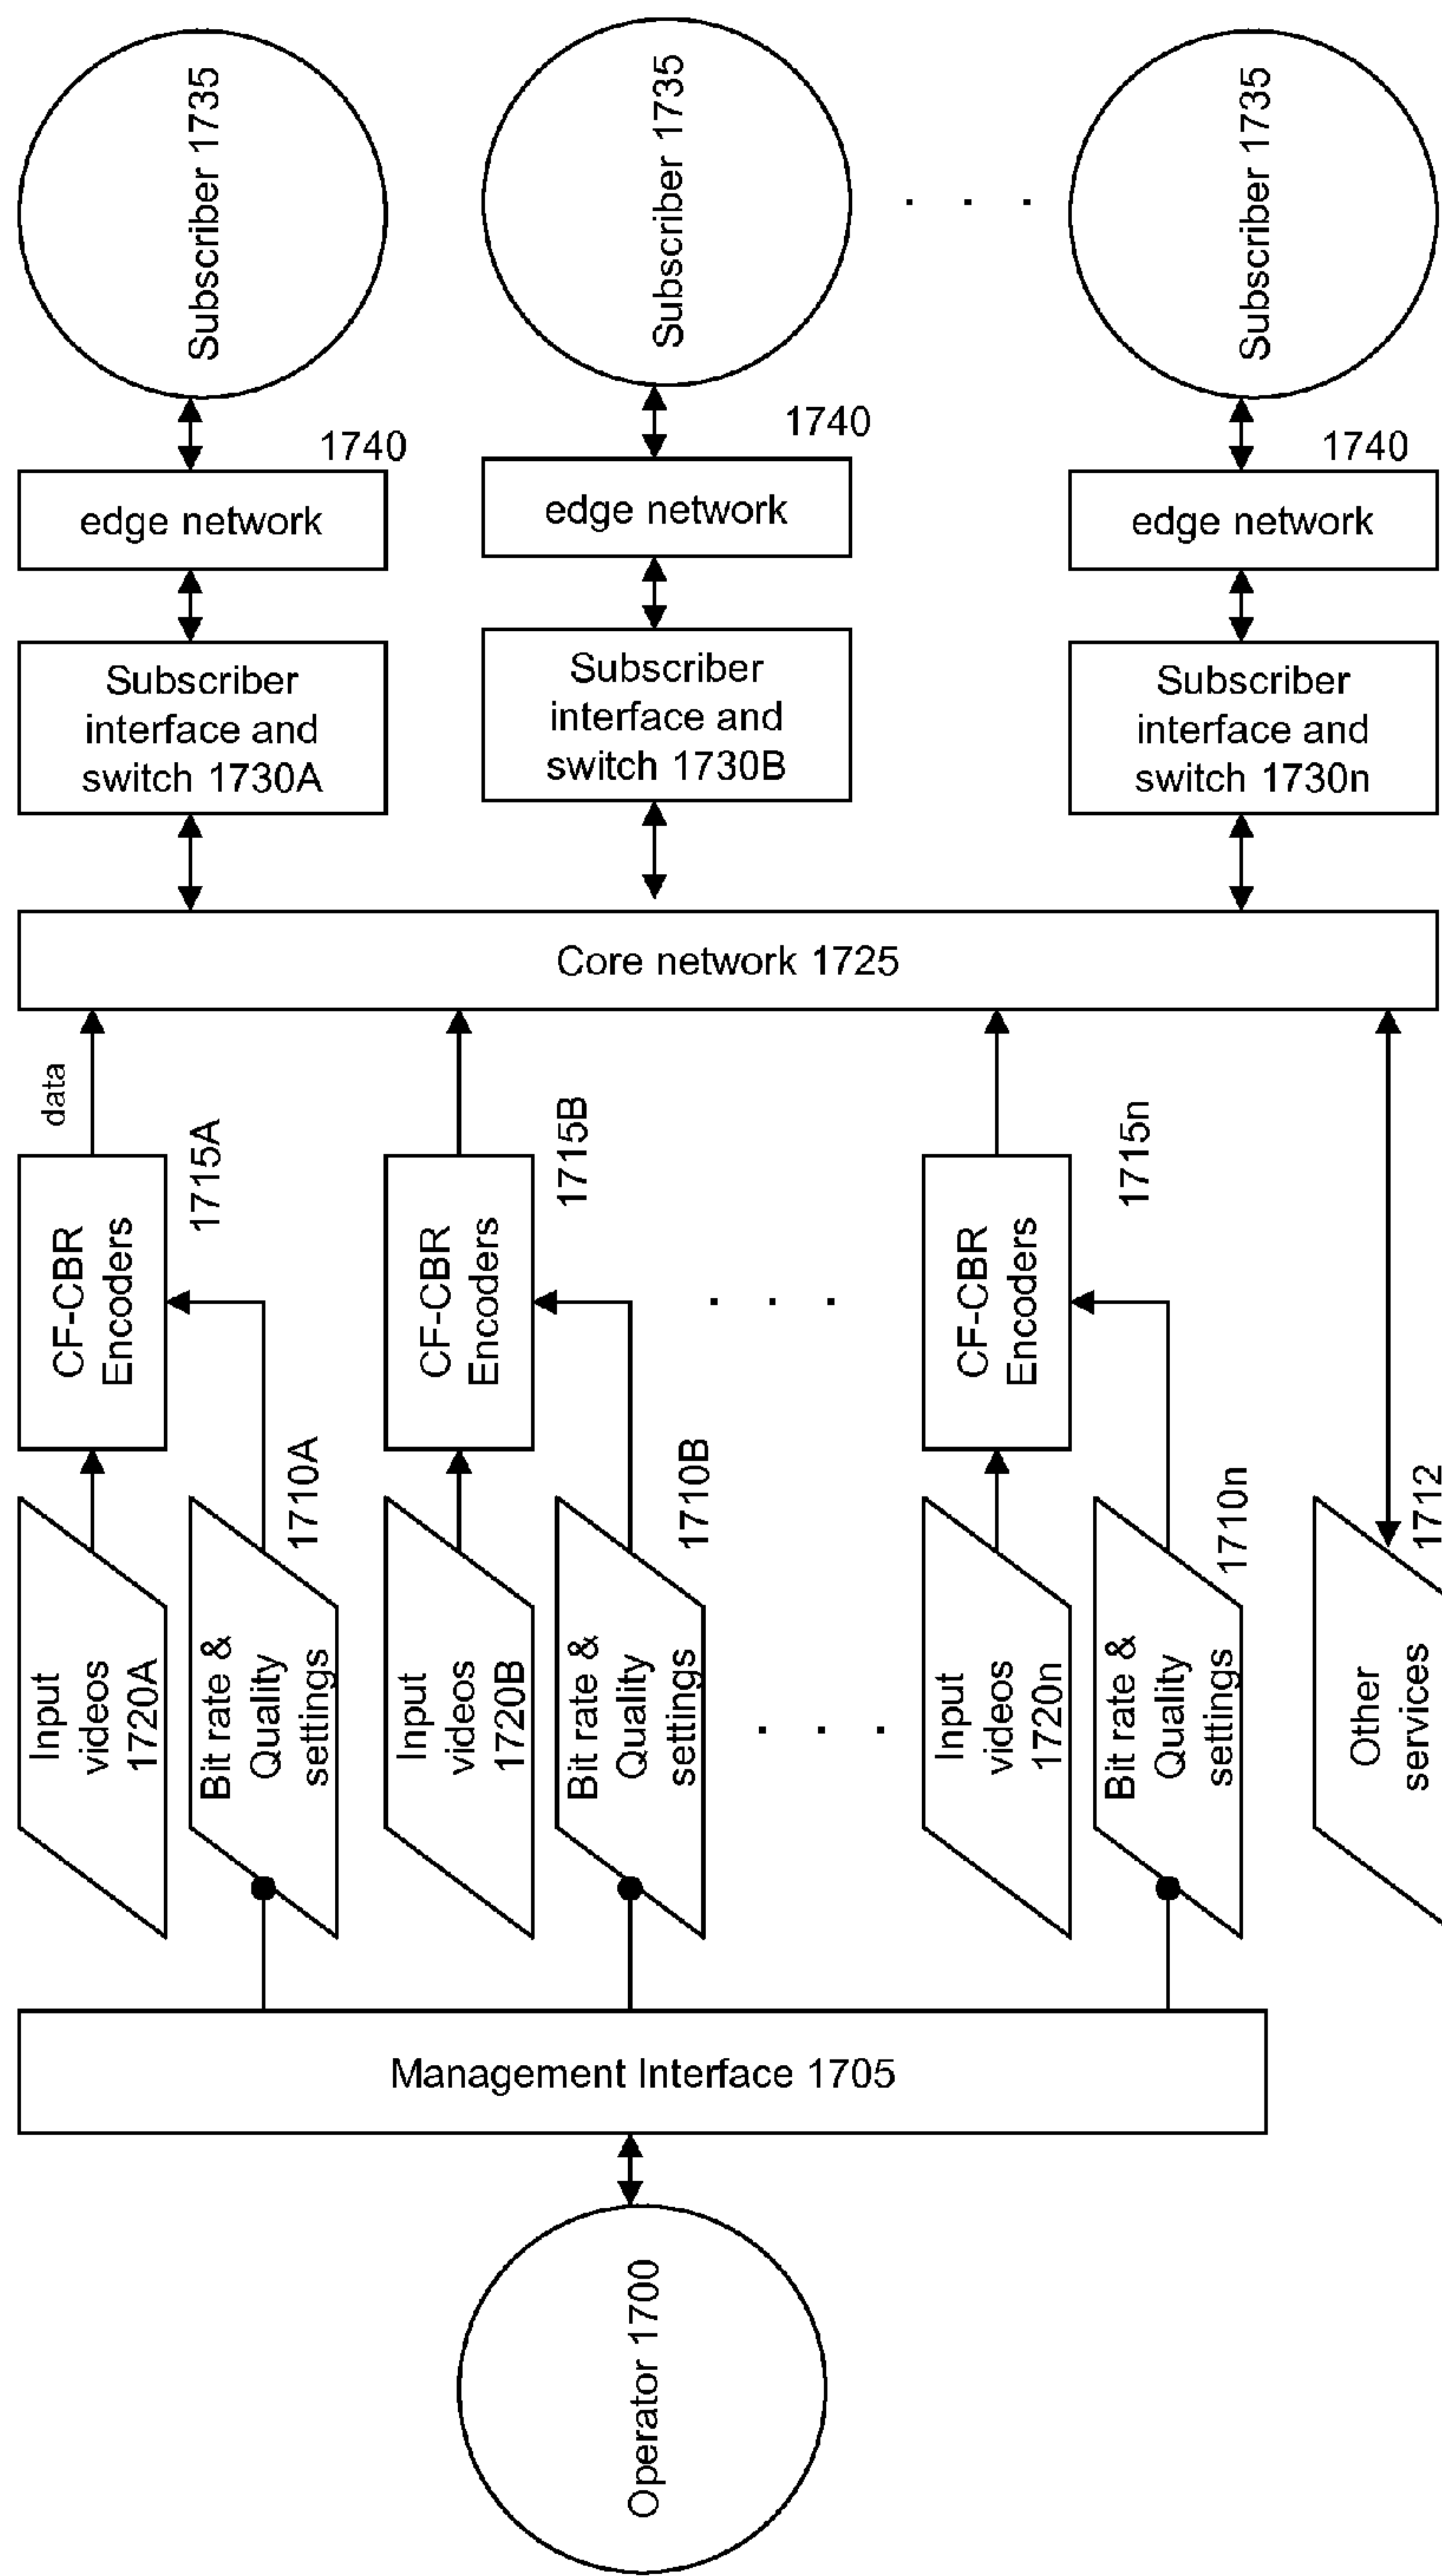 Subscriber 1735
Subscriber 1735
Subscriber 1735
1740
1740
1740
edge network
edge network
edge network
Subscriber
interface and
switch 1730A
Subscriber
interface and
switch 1730B
Subscriber
interface and
switch 1730n
Core network 1725
data
CF-CBR
Encoders
1715A
CF-CBR
Encoders
1715B
CF-CBR
Encoders
1715n
Input
videos
1720A
Bit rate &
Quality
settings
1710A
Input
videos
1720B
Bit rate &
Quality
settings
1710B
Input
videos
1720n
Bit rate &
Quality
settings
1710n
Other
services
1712
Management Interface 1705
Operator 1700